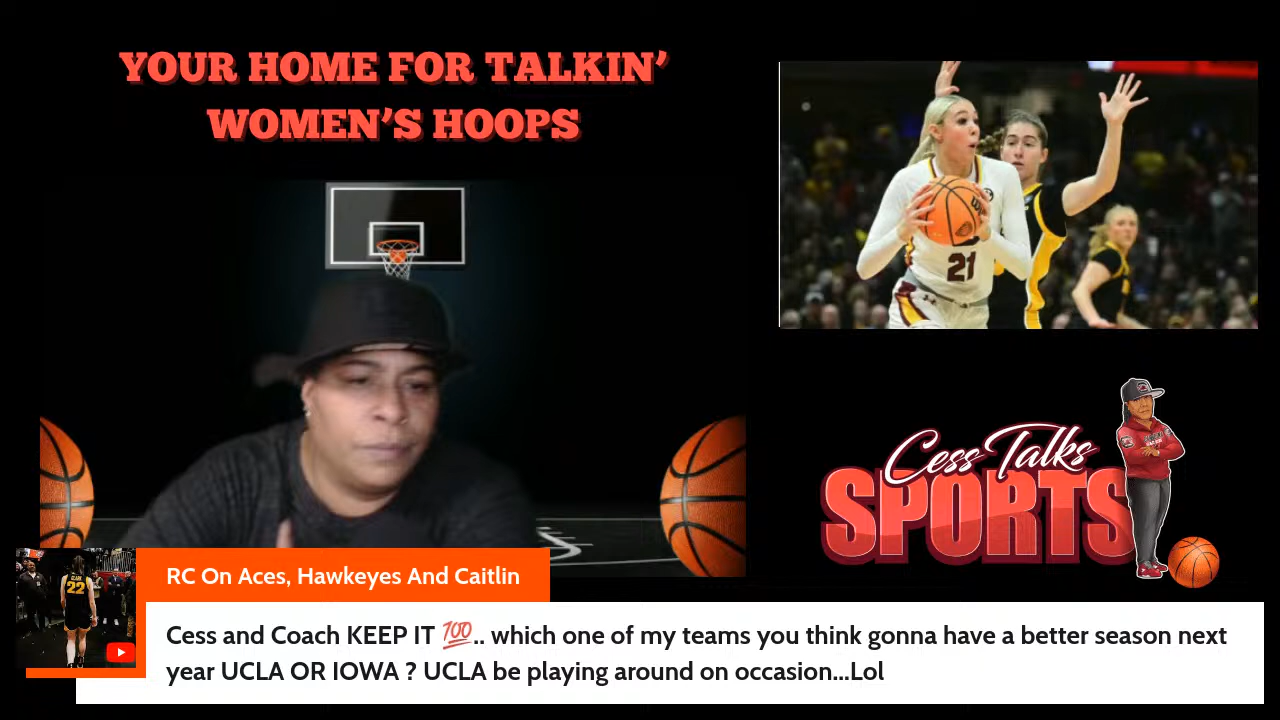 YOUR HOME FOR TALKIN’
WOMEN’S HOOPS
21
Cess Talks
SPORTS
CLARK
22
RC On Aces, Hawkeyes And Caitlin
Cess and Coach KEEP IT 💯.. which one of my teams you think gonna have a better season next
year UCLA OR IOWA ? UCLA be playing around on occasion...Lol